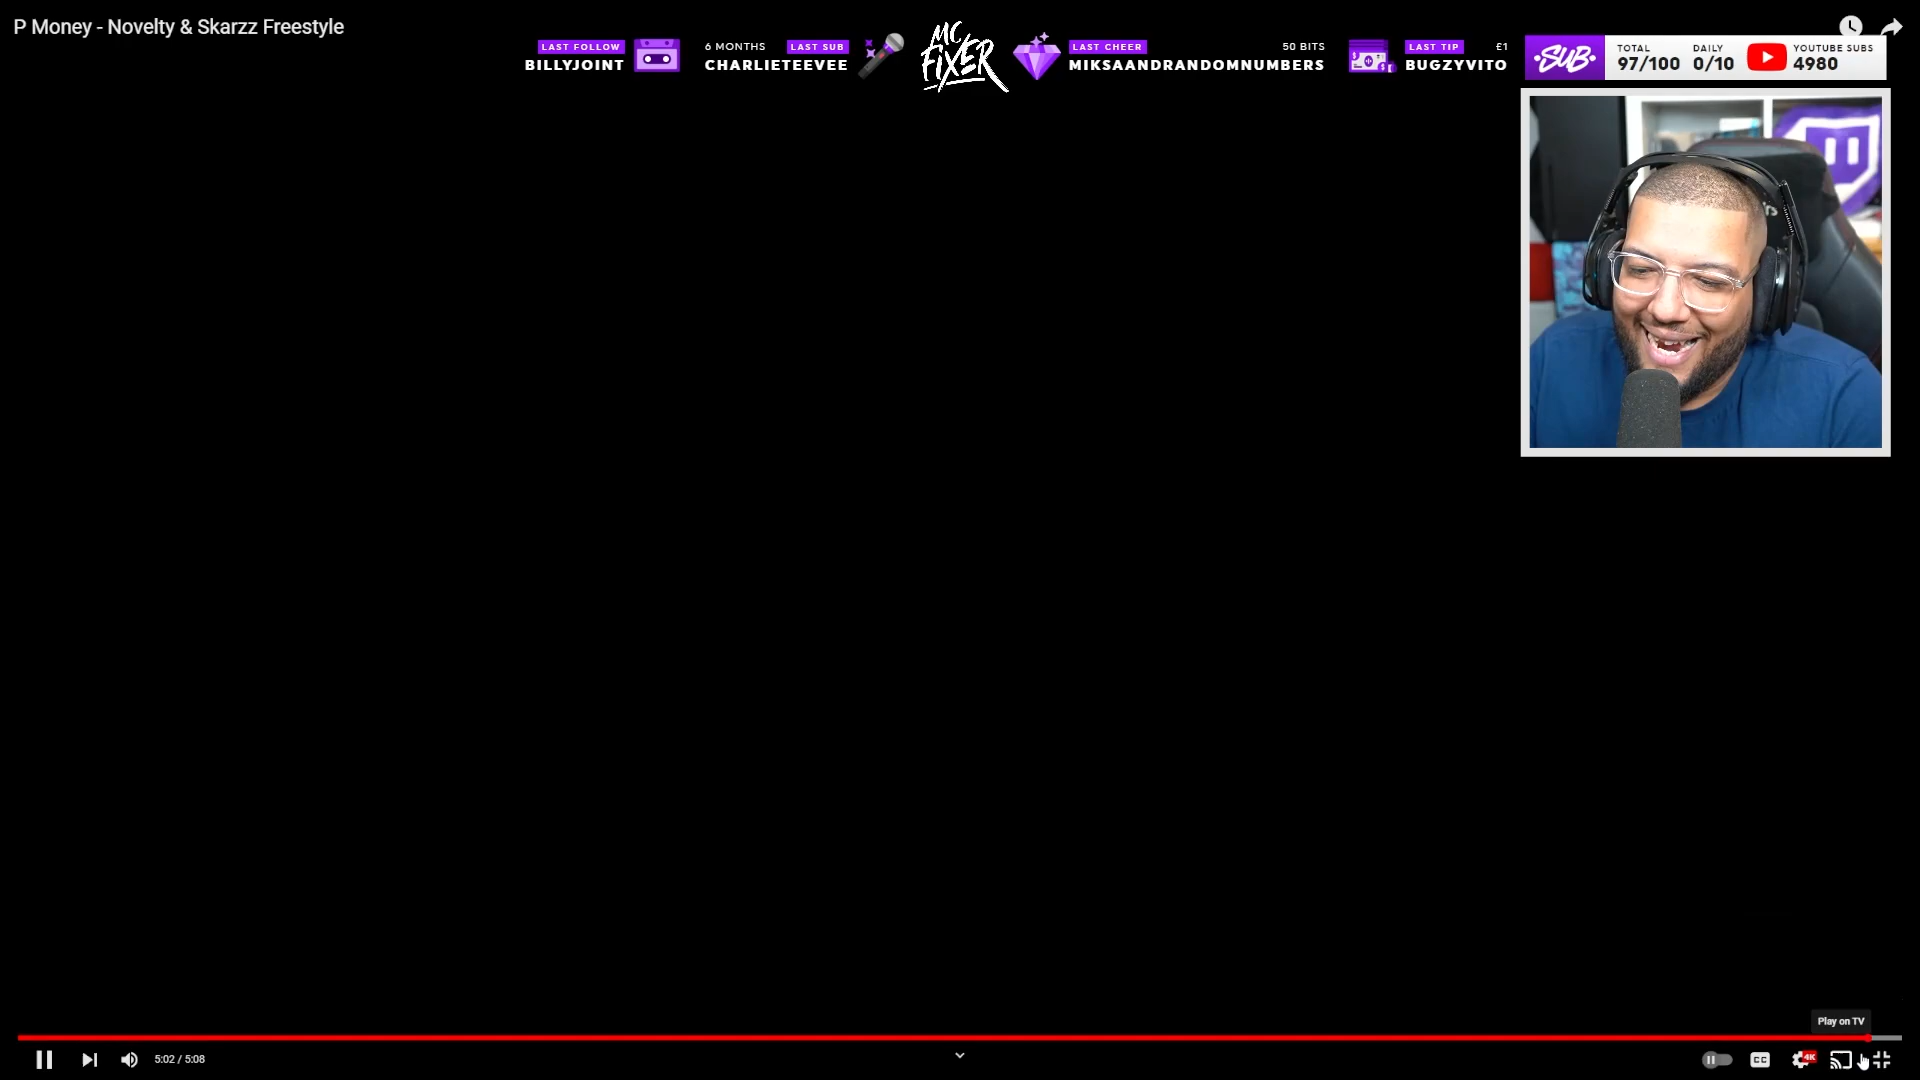 P Money - Novelty & Skarzz Freestyle
LAST FOLLOW
BILLYJOINT
6 MONTHS LAST SUB
CHARLIETEEVEE
MC
FIXER
LAST CHEER 50 BITS
MIKSAANDRANDOMNUMBERS
LAST TIP £1
BUGZYVITO
SUB
TOTAL
97/100
DAILY
0/10
YOUTUBE SUBS
4980
Play on TV
5:02 / 5:08
CC
4K